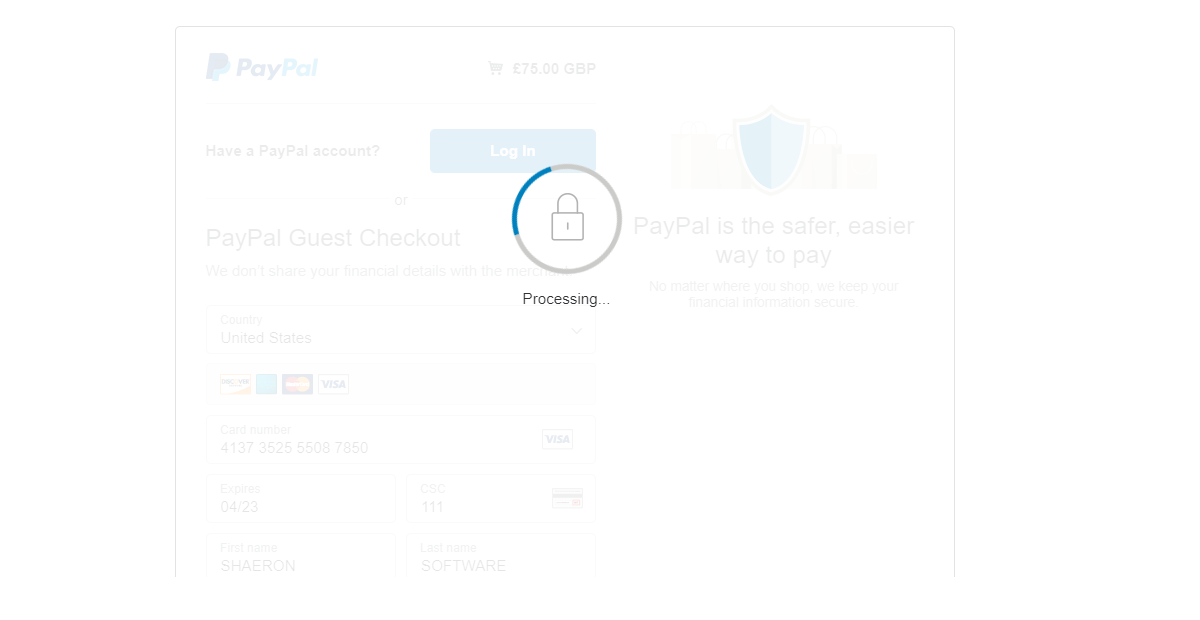 PayPal
£75.00 GBP
Have a PayPal account?
Log In
or
PayPal Guest Checkout
We don't share your financial details with the merchant.
Country
United States
DISCOVER
VISA
Card number
4137 3525 5508 7850
VISA
Expires
04/23
CSC
111
First name
SHAERON
Last name
SOFTWARE
Processing...
PayPal is the safer, easier
way to pay
No matter where you shop, we keep your
financial information secure